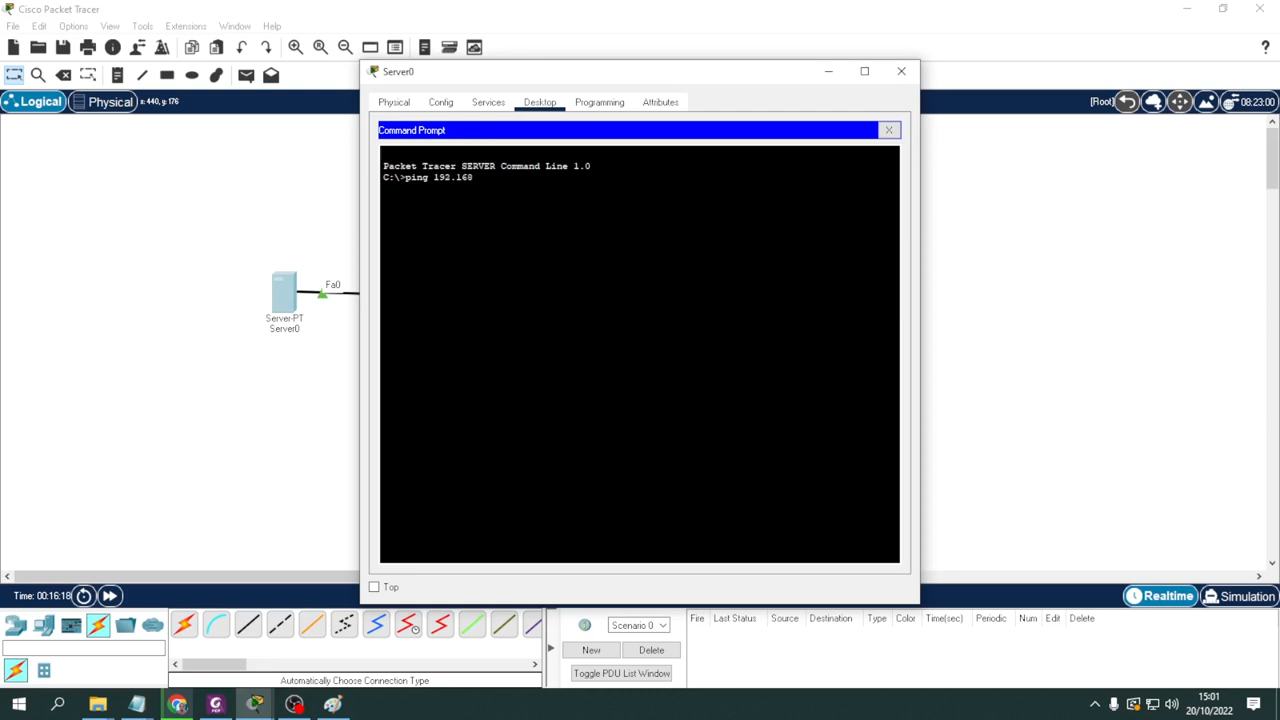 Cisco Packet Tracer
File Edit Options View Tools Extensions Window Help
?
Logical Physical x: 440, y: 176 [Root] 08:23:00
Server0
Physical Config Services Desktop Programming Attributes
Command Prompt X
Packet Tracer SERVER Command Line 1.0
C:\>ping 192.168
Fa0
Server-PT
Server0
Top
Time: 00:16:18 Realtime Simulation
Scenario 0 Fire Last Status Source Destination Type Color Time(sec) Periodic Num Edit Delete
New Delete
Toggle PDU List Window
Automatically Choose Connection Type
15:01
20/10/2022